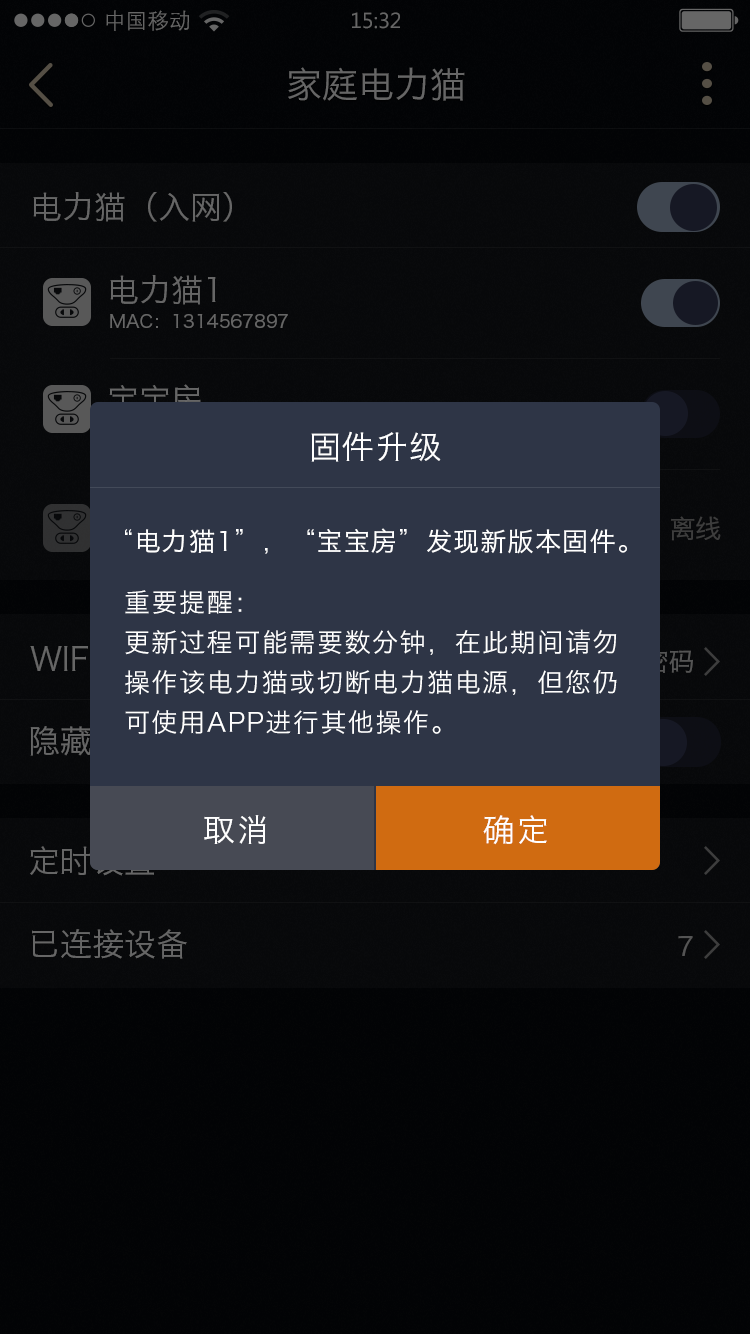 中国移动
15:32
家庭电力猫
电力猫（入网）
电力猫1
MAC：1314567897
宝宝房
离线
固件升级
“电力猫1”，“宝宝房”发现新版本固件。
重要提醒：
更新过程可能需要数分钟，在此期间请勿
操作该电力猫或切断电力猫电源，但您仍
可使用APP进行其他操作。
WIF
密码
隐藏
取消
确定
定时设置
已连接设备
7